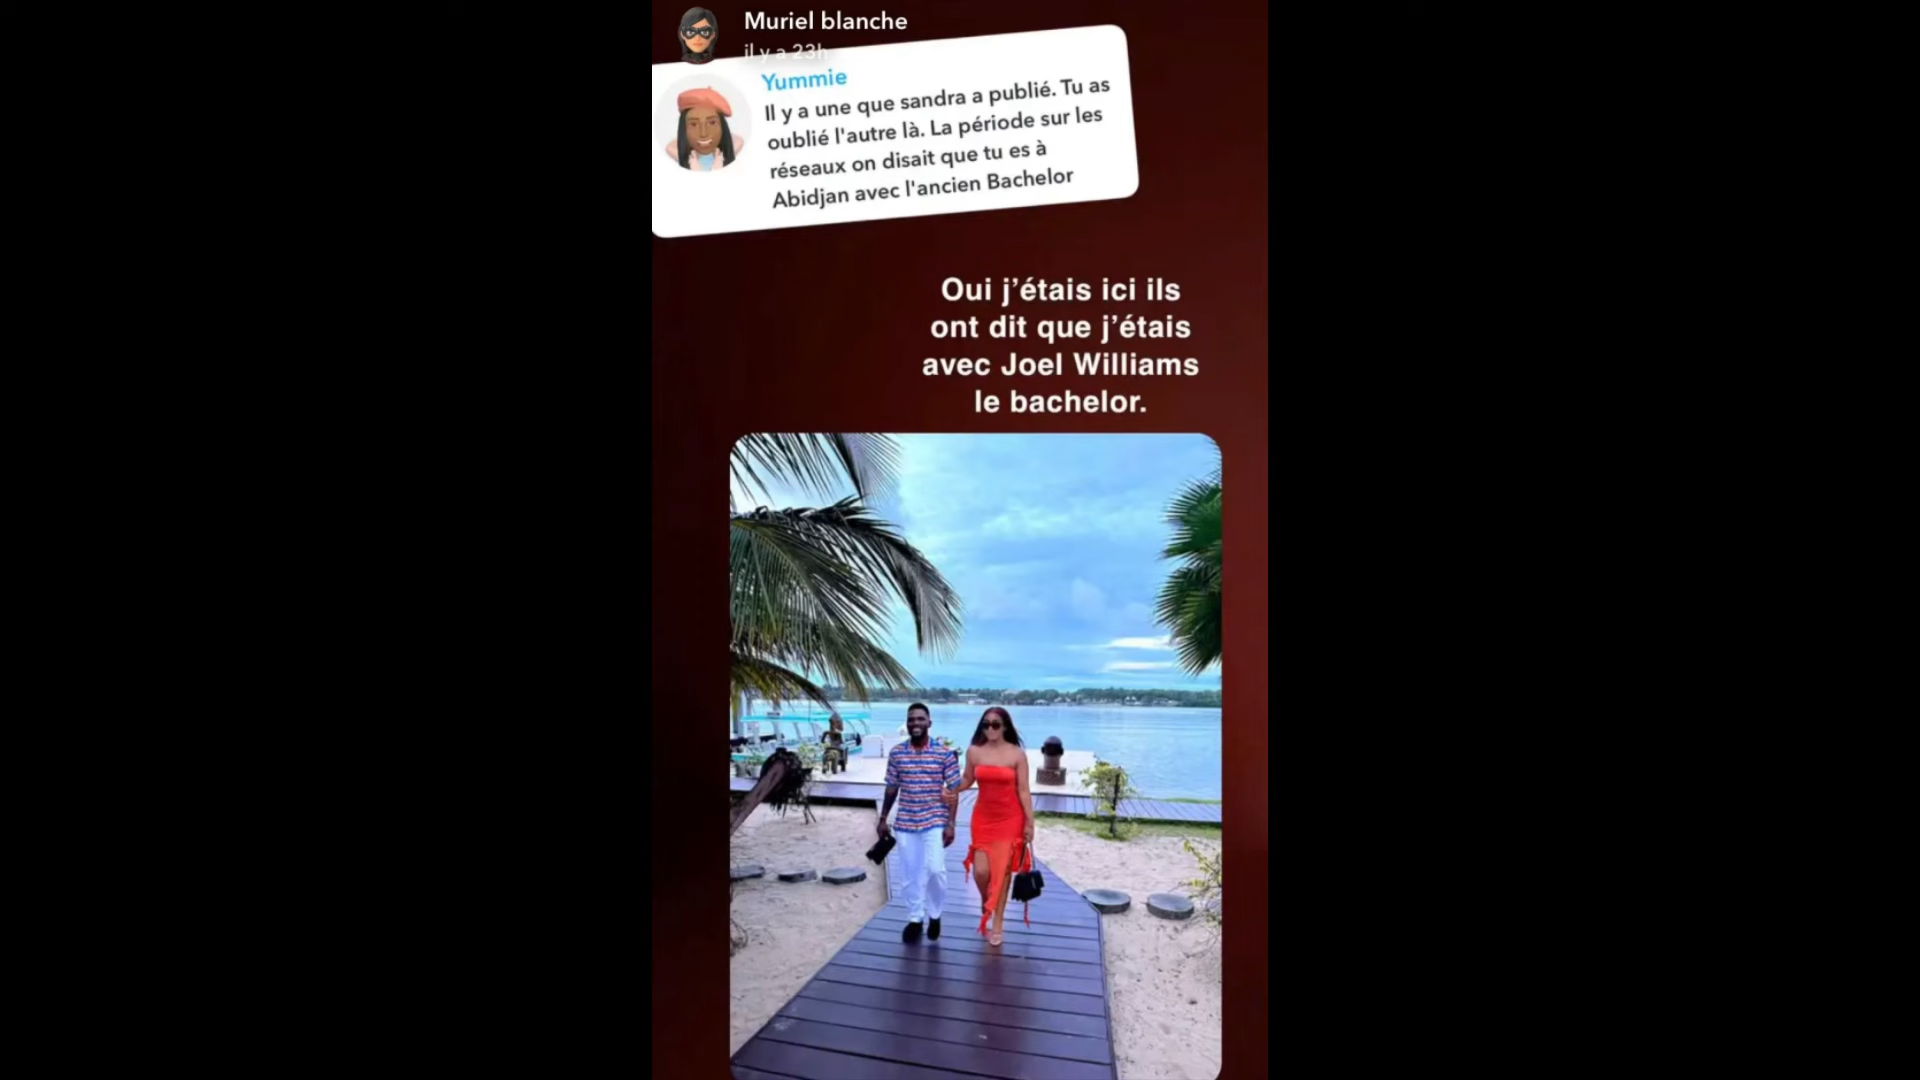 Muriel blanche
il y a 23h
Yummie
Il y a une que sandra a publié. Tu as
oublié l'autre là. La période sur les
réseaux on disait que tu es à
Abidjan avec l'ancien Bachelor
Oui j’étais ici ils
ont dit que j’étais
avec Joel Williams
le bachelor.